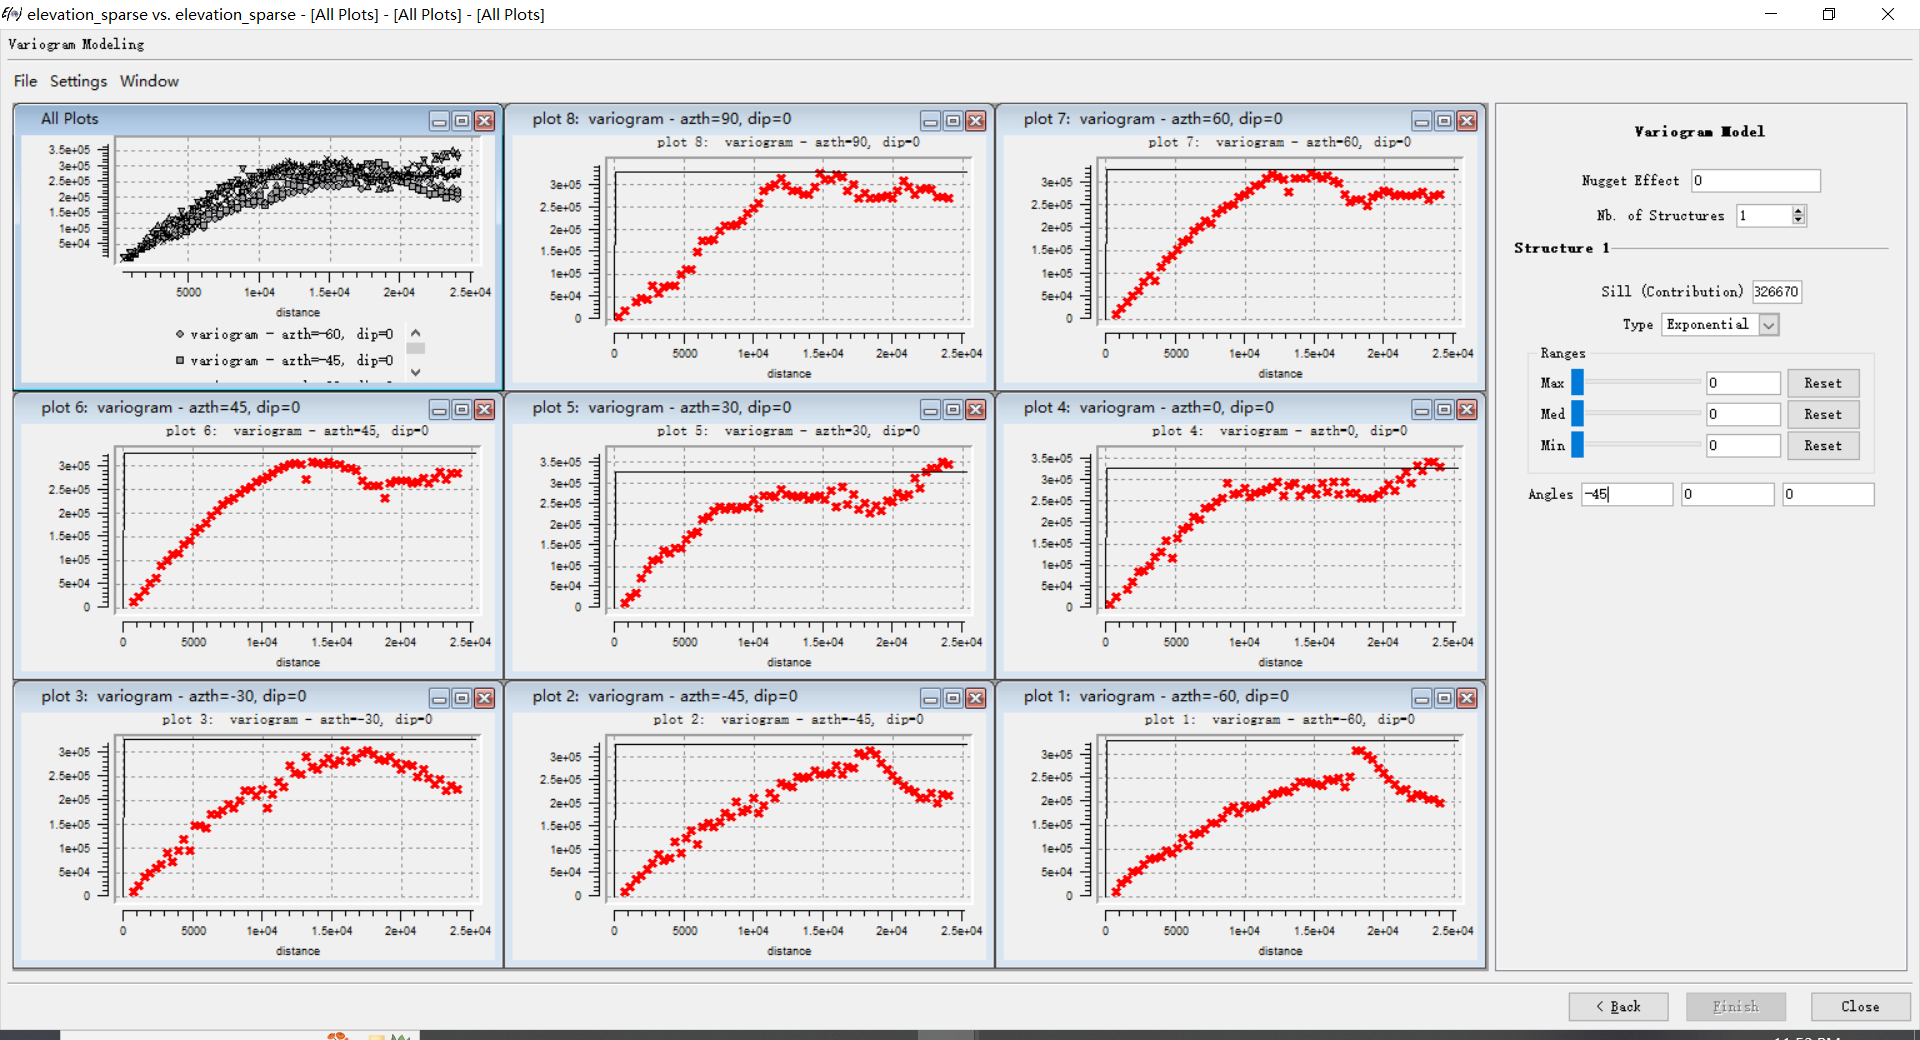 elevation_sparse vs. elevation_sparse - [All Plots] - [All Plots] - [All Plots]
Variogram Modeling
File Settings Window
All Plots
3.5e+05
3e+05
2.5e+05
2e+05
1.5e+05
1e+05
5e+04
5000 1e+04 1.5e+04 2e+04 2.5e+04
distance
variogram - azth=-60, dip=0
variogram - azth=-45, dip=0
plot 8: variogram - azth=90, dip=0
plot 8: variogram - azth=90, dip=0
3e+05
2.5e+05
2e+05
1.5e+05
1e+05
5e+04
0
0 5000 1e+04 1.5e+04 2e+04 2.5e+04
distance
plot 7: variogram - azth=60, dip=0
plot 7: variogram - azth=60, dip=0
3e+05
2.5e+05
2e+05
1.5e+05
1e+05
5e+04
0
0 5000 1e+04 1.5e+04 2e+04 2.5e+04
distance
plot 6: variogram - azth=45, dip=0
plot 6: variogram - azth=45, dip=0
3e+05
2.5e+05
2e+05
1.5e+05
1e+05
5e+04
0
0 5000 1e+04 1.5e+04 2e+04 2.5e+04
distance
plot 5: variogram - azth=30, dip=0
plot 5: variogram - azth=30, dip=0
3.5e+05
3e+05
2.5e+05
2e+05
1.5e+05
1e+05
5e+04
0
0 5000 1e+04 1.5e+04 2e+04 2.5e+04
distance
plot 4: variogram - azth=0, dip=0
plot 4: variogram - azth=0, dip=0
3.5e+05
3e+05
2.5e+05
2e+05
1.5e+05
1e+05
5e+04
0
0 5000 1e+04 1.5e+04 2e+04 2.5e+04
distance
plot 3: variogram - azth=-30, dip=0
plot 3: variogram - azth=-30, dip=0
3e+05
2.5e+05
2e+05
1.5e+05
1e+05
5e+04
0
0 5000 1e+04 1.5e+04 2e+04 2.5e+04
distance
plot 2: variogram - azth=-45, dip=0
plot 2: variogram - azth=-45, dip=0
3e+05
2.5e+05
2e+05
1.5e+05
1e+05
5e+04
0
0 5000 1e+04 1.5e+04 2e+04 2.5e+04
distance
plot 1: variogram - azth=-60, dip=0
plot 1: variogram - azth=-60, dip=0
3e+05
2.5e+05
2e+05
1.5e+05
1e+05
5e+04
0
0 5000 1e+04 1.5e+04 2e+04 2.5e+04
distance
Variogram Model
Nugget Effect 0
Nb. of Structures 1
Structure 1
Sill (Contribution) 326670
Type Exponential
Ranges
Max 0 Reset
Med 0 Reset
Min 0 Reset
Angles -45 0 0
< Back Finish Close